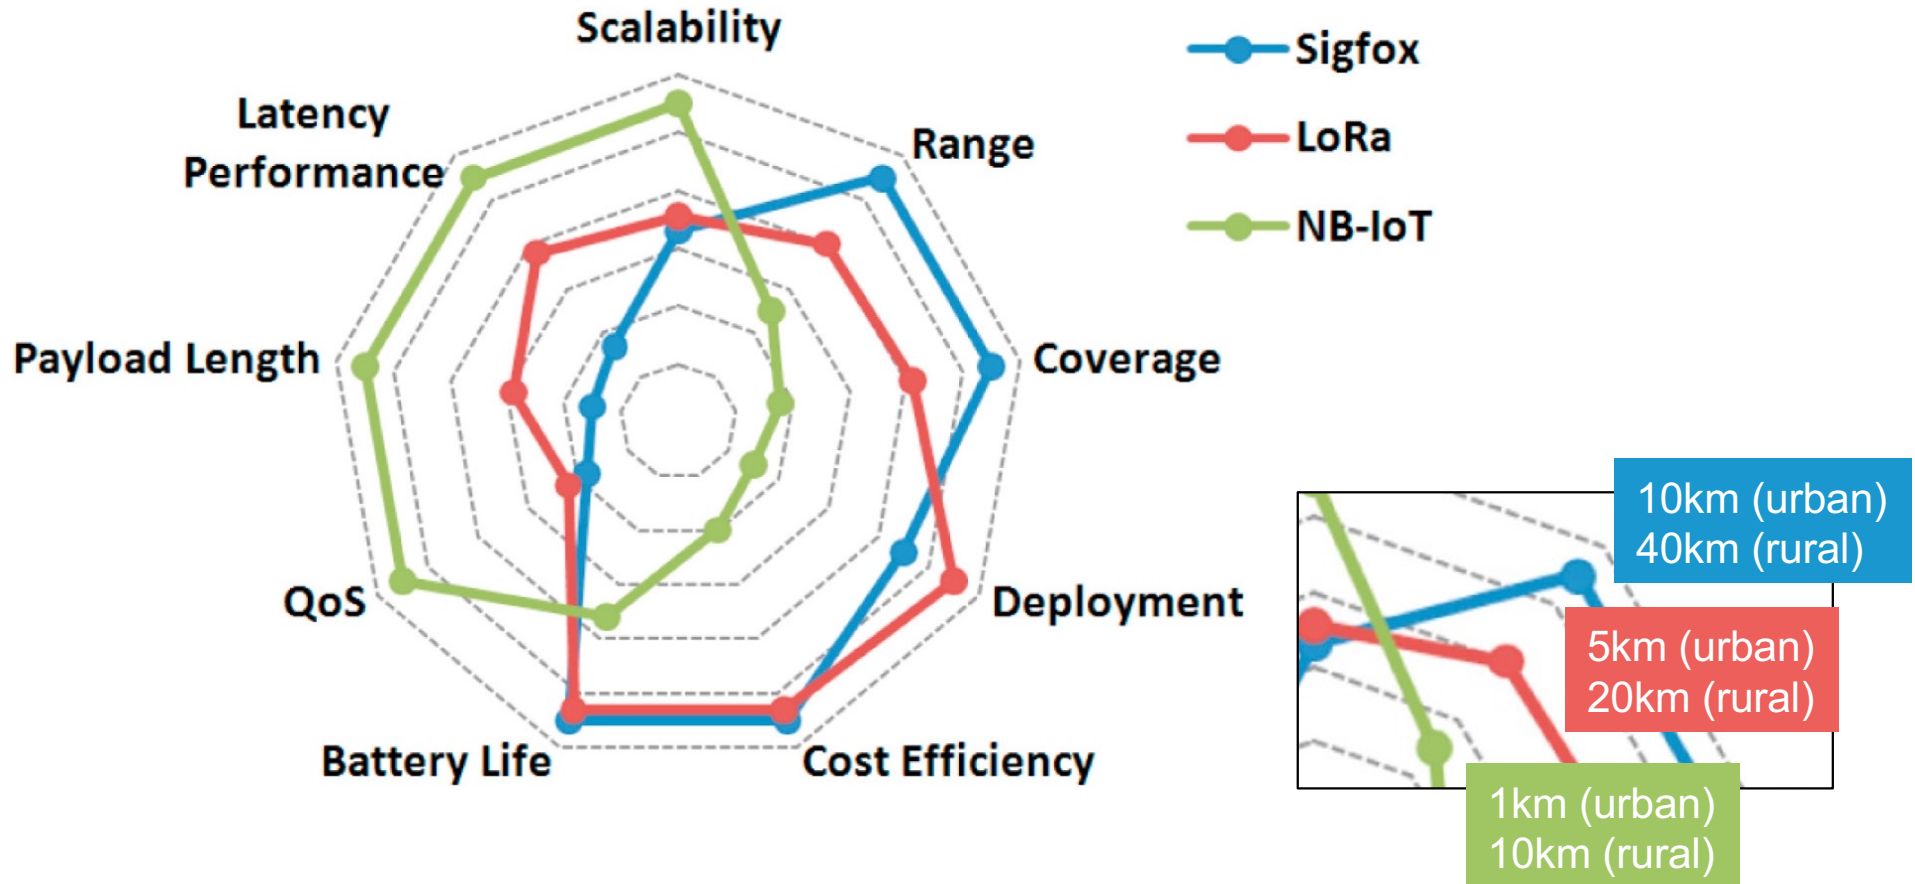 Scalability
Latency
Performance
Range
Payload Length
Coverage
QoS
Deployment
Battery Life
Cost Efficiency
Sigfox
LoRa
NB-IoT
10km (urban)
40km (rural)
5km (urban)
20km (rural)
1km (urban)
10km (rural)